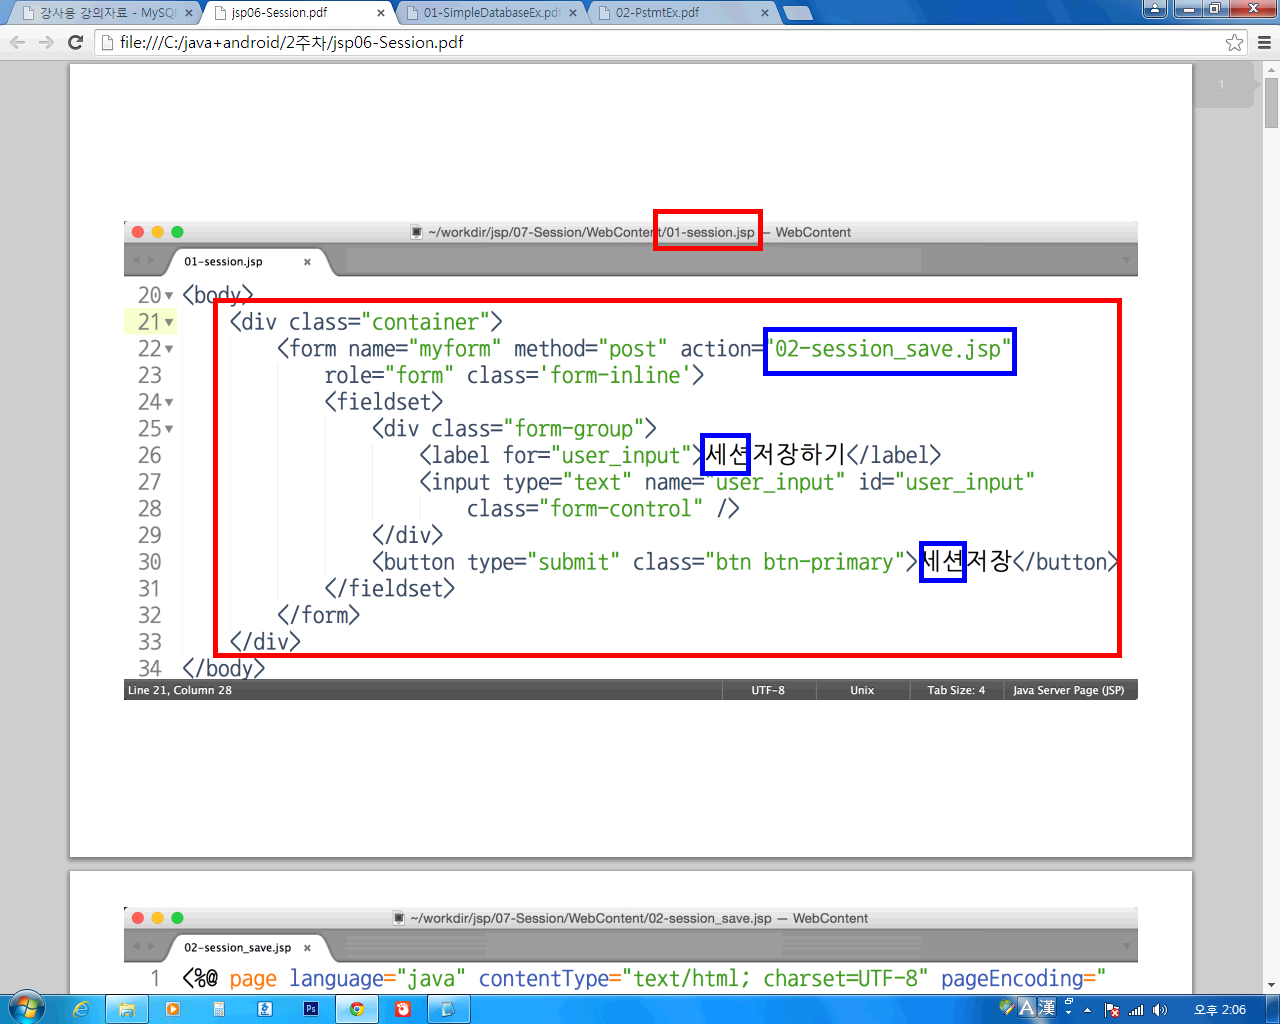 강사용 강의자료 - MySQL
jsp06-Session.pdf
01-SimpleDatabaseEx.pdf
02-PstmtEx.pdf
file:///C:/java+android/2주차/jsp06-Session.pdf
1
~/workdir/jsp/07-Session/WebContent/01-session.jsp — WebContent
01-session.jsp
20 <body>
21 <div class="container">
22 <form name="myform" method="post" action="02-session_save.jsp"
23 role="form" class='form-inline'>
24 <fieldset>
25 <div class="form-group">
26 <label for="user_input">세션저장하기</label>
27 <input type="text" name="user_input" id="user_input"
28 class="form-control" />
29 </div>
30 <button type="submit" class="btn btn-primary">세션저장</button>
31 </fieldset>
32 </form>
33 </div>
34 </body>
Line 21, Column 28
UTF-8
Unix
Tab Size: 4
Java Server Page (JSP)
~/workdir/jsp/07-Session/WebContent/02-session_save.jsp — WebContent
02-session_save.jsp
1 <%@ page language="java" contentType="text/html; charset=UTF-8" pageEncoding="
Ps
A 漢
오후 2:06